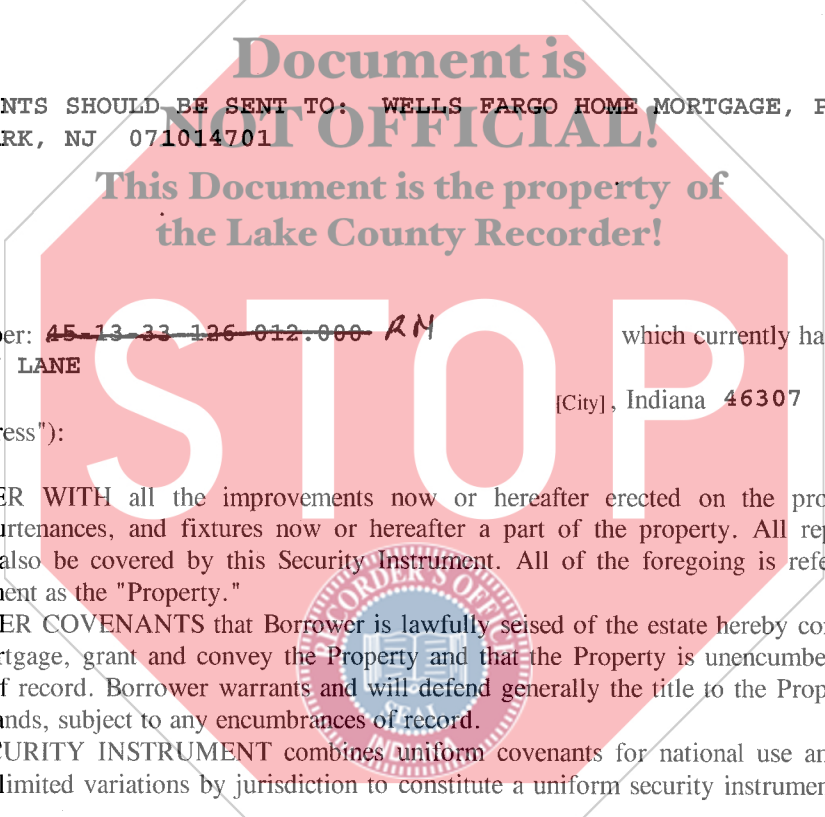 Document is
NTS SHOULD BE SENT TO: WELLS FARGO HOME MORTGAGE, P
NOT OFFICIAL!
RK, NJ 071014701
This Document is the property of
the Lake County Recorder!
STOP
ber: 45-13-33-126-012.000 RM which currently ha
LANE
[City], Indiana 46307
ress"):
ER WITH all the improvements now or hereafter erected on the pro
urtenances, and fixtures now or hereafter a part of the property. All rep
also be covered by this Security Instrument. All of the foregoing is refe
ent as the "Property."
ER COVENANTS that Borrower is lawfully seised of the estate hereby co
rtgage, grant and convey the Property and that the Property is unencumbe
f record. Borrower warrants and will defend generally the title to the Prop
ands, subject to any encumbrances of record.
CURITY INSTRUMENT combines uniform covenants for national use an
limited variations by jurisdiction to constitute a uniform security instrumen
RECORDER'S OFFICE
SEAL
INDIANA